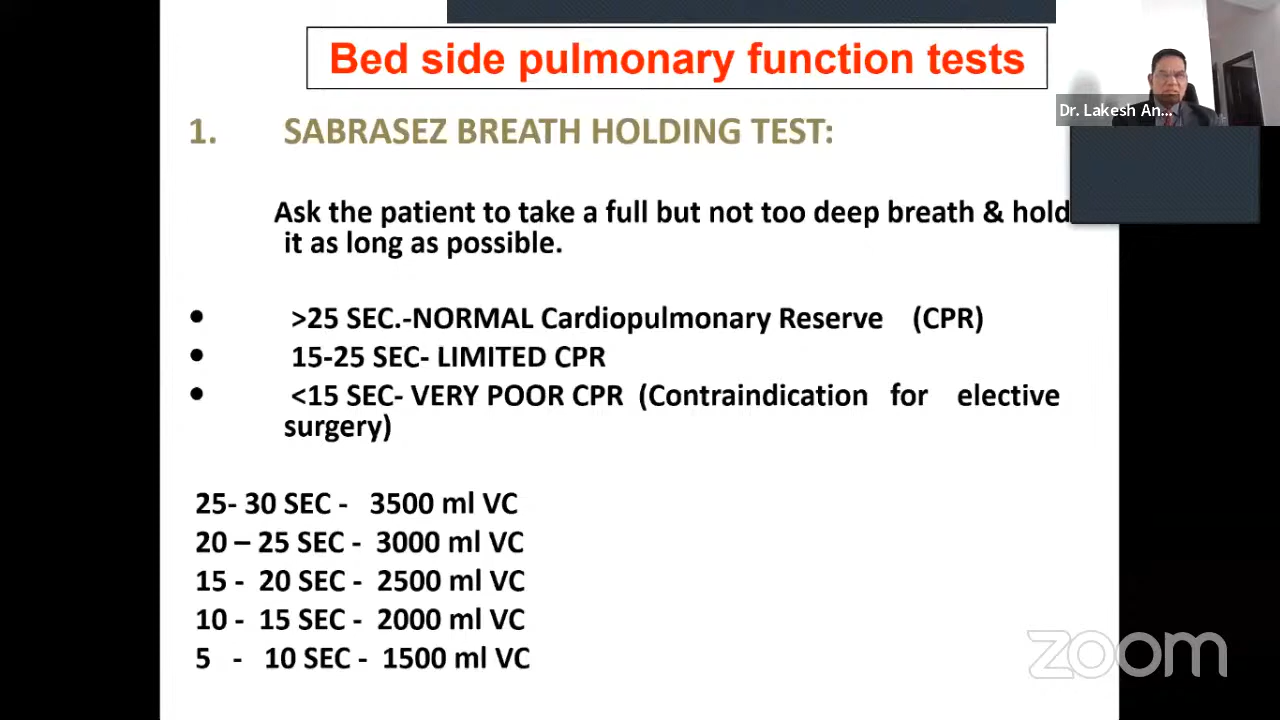 Bed side pulmonary function tests
Dr. Lakesh An...
1. SABRASEZ BREATH HOLDING TEST:
Ask the patient to take a full but not too deep breath & hold
it as long as possible.
• >25 SEC.-NORMAL Cardiopulmonary Reserve (CPR)
• 15-25 SEC- LIMITED CPR
• <15 SEC- VERY POOR CPR (Contraindication for elective
surgery)
25- 30 SEC - 3500 ml VC
20 – 25 SEC - 3000 ml VC
15 - 20 SEC - 2500 ml VC
10 - 15 SEC - 2000 ml VC
5 - 10 SEC - 1500 ml VC
zoom